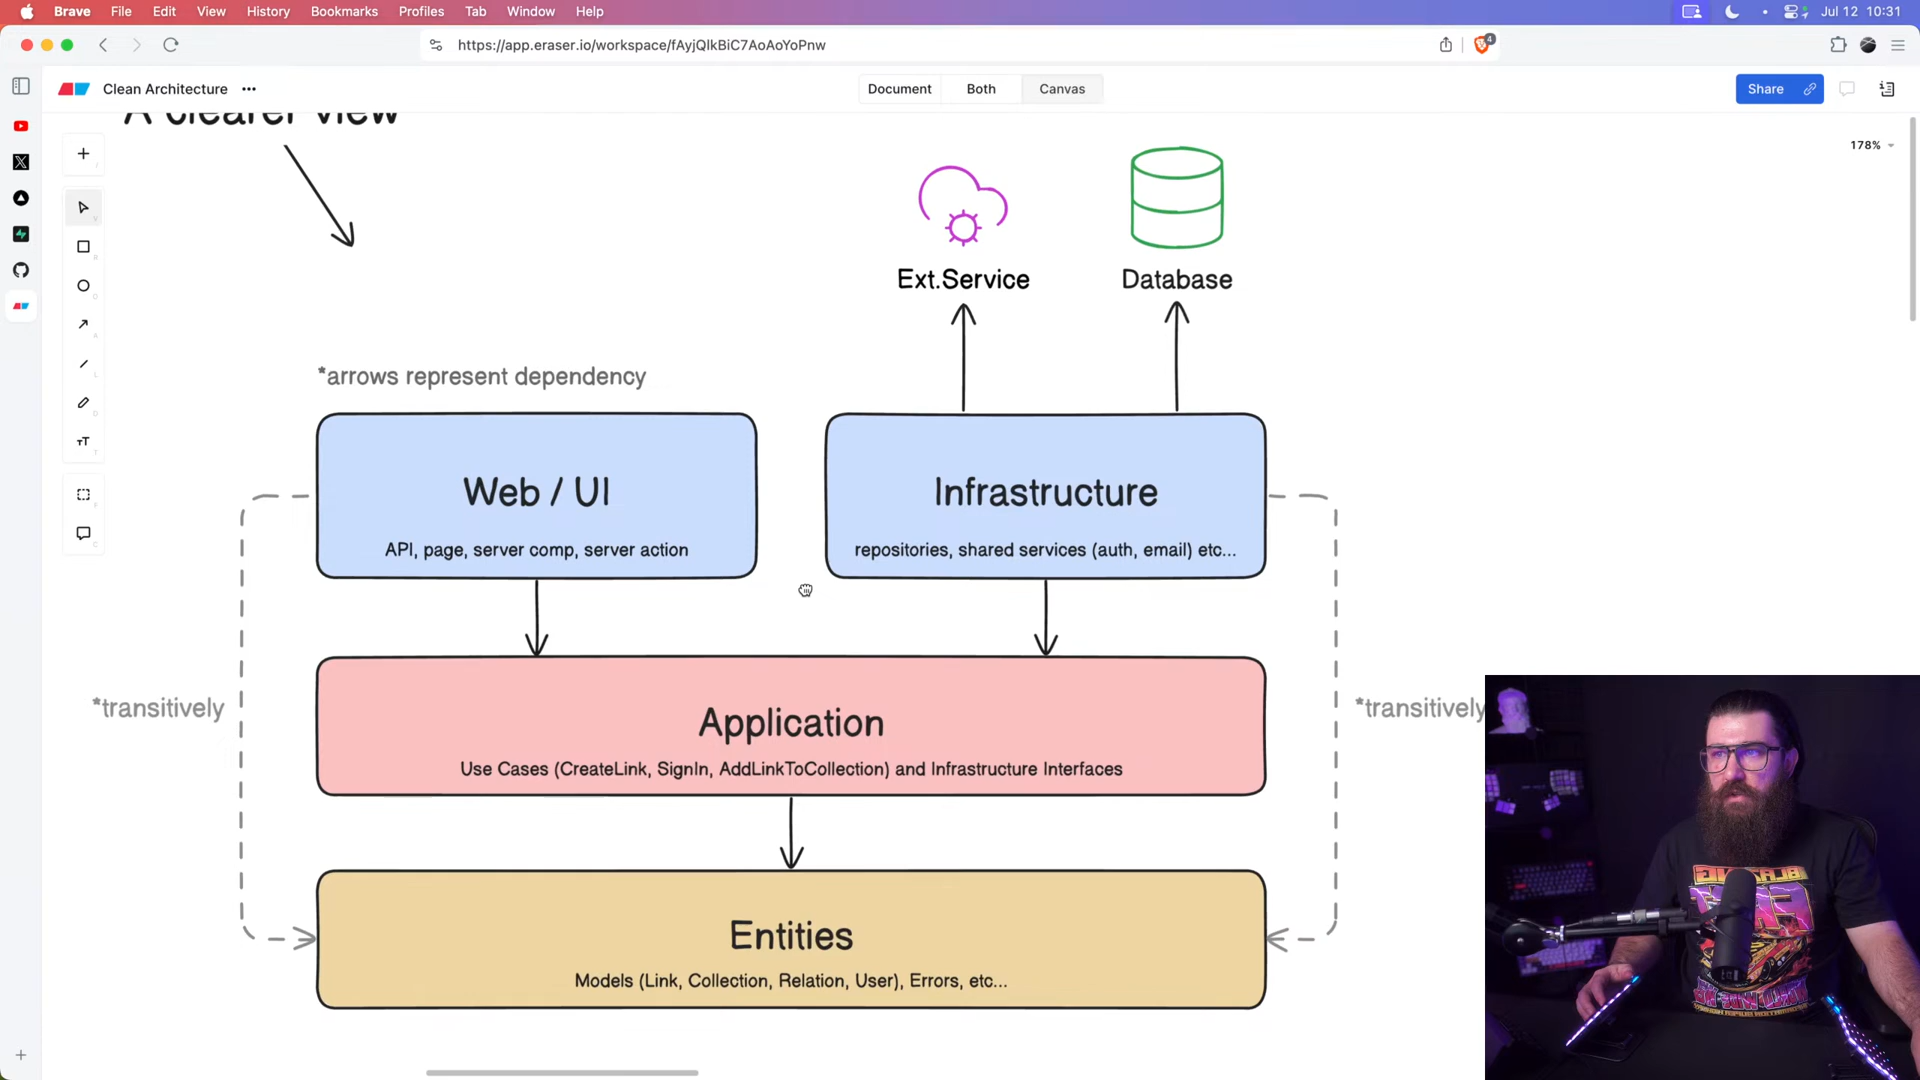 Brave File Edit View History Bookmarks Profiles Tab Window Help
Jul 12 10:31
https://app.eraser.io/workspace/fAyjQlkBiC7AoAoYoPnw
4
Clean Architecture
Document Both Canvas
Share
A clearer view
178%
Ext.Service
Database
*arrows represent dependency
Web / UI
API, page, server comp, server action
Infrastructure
repositories, shared services (auth, email) etc...
*transitively
*transitively
Application
Use Cases (CreateLink, SignIn, AddLinkToCollection) and Infrastructure Interfaces
Entities
Models (Link, Collection, Relation, User), Errors, etc...